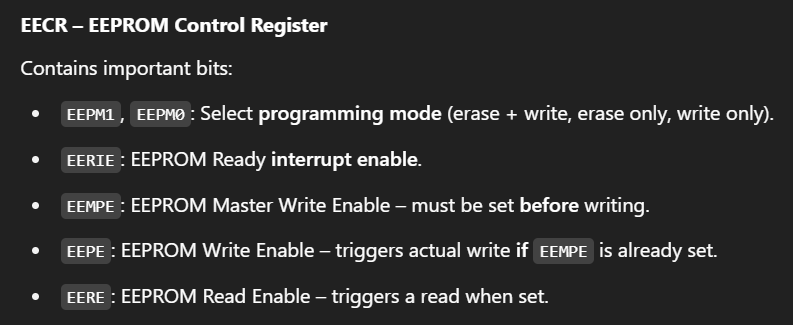 EECR – EEPROM Control Register
Contains important bits:
• EEPM1, EEPM0: Select programming mode (erase + write, erase only, write only).
• EERIE: EEPROM Ready interrupt enable.
• EEMPE: EEPROM Master Write Enable – must be set before writing.
• EEPE: EEPROM Write Enable – triggers actual write if EEMPE is already set.
• EERE: EEPROM Read Enable – triggers a read when set.